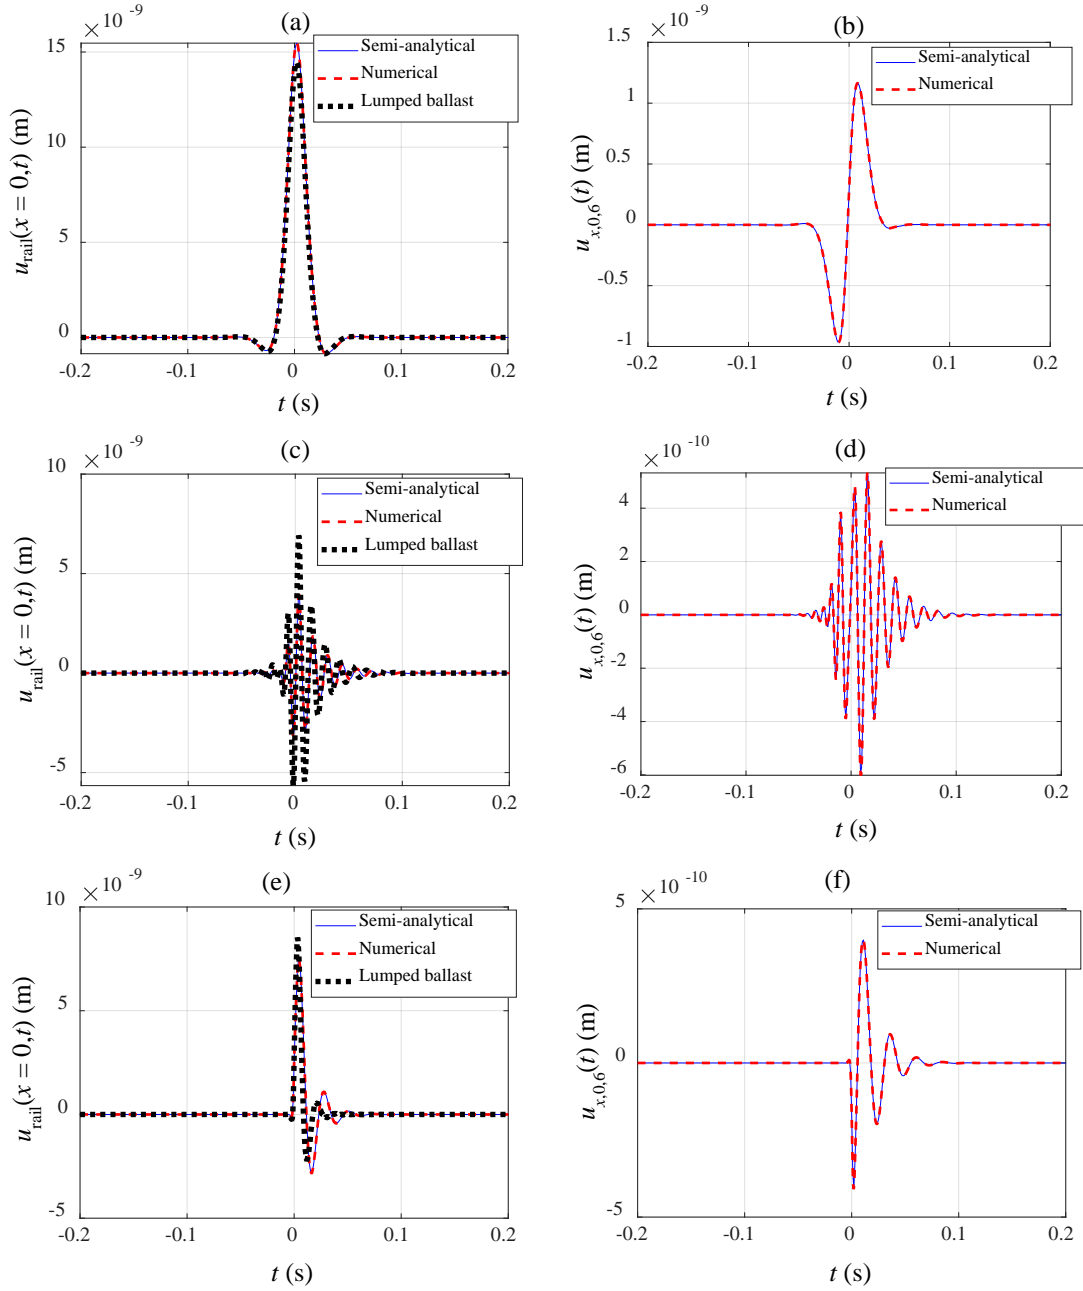 (a)
× 10 -9
15
10
5
0
-0.2
-0.1
0
0.1
0.2
u rail(x = 0,t) (m)
t (s)
Semi-analytical
Numerical
Lumped ballast
(b)
× 10 -9
1.5
1
0.5
0
-0.5
-1
-0.2
-0.1
0
0.1
0.2
u x,0,6(t) (m)
t (s)
Semi-analytical
Numerical
(c)
× 10 -9
10
5
0
-5
-0.2
-0.1
0
0.1
0.2
u rail(x = 0,t) (m)
t (s)
Semi-analytical
Numerical
Lumped ballast
(d)
× 10 -10
4
2
0
-2
-4
-6
-0.2
-0.1
0
0.1
0.2
u x,0,6(t) (m)
t (s)
Semi-analytical
Numerical
(e)
× 10 -9
10
5
0
-5
-0.2
-0.1
0
0.1
0.2
u rail(x = 0,t) (m)
t (s)
Semi-analytical
Numerical
Lumped ballast
(f)
× 10 -10
5
0
-5
-0.2
-0.1
0
0.1
0.2
u x,0,6(t) (m)
t (s)
Semi-analytical
Numerical